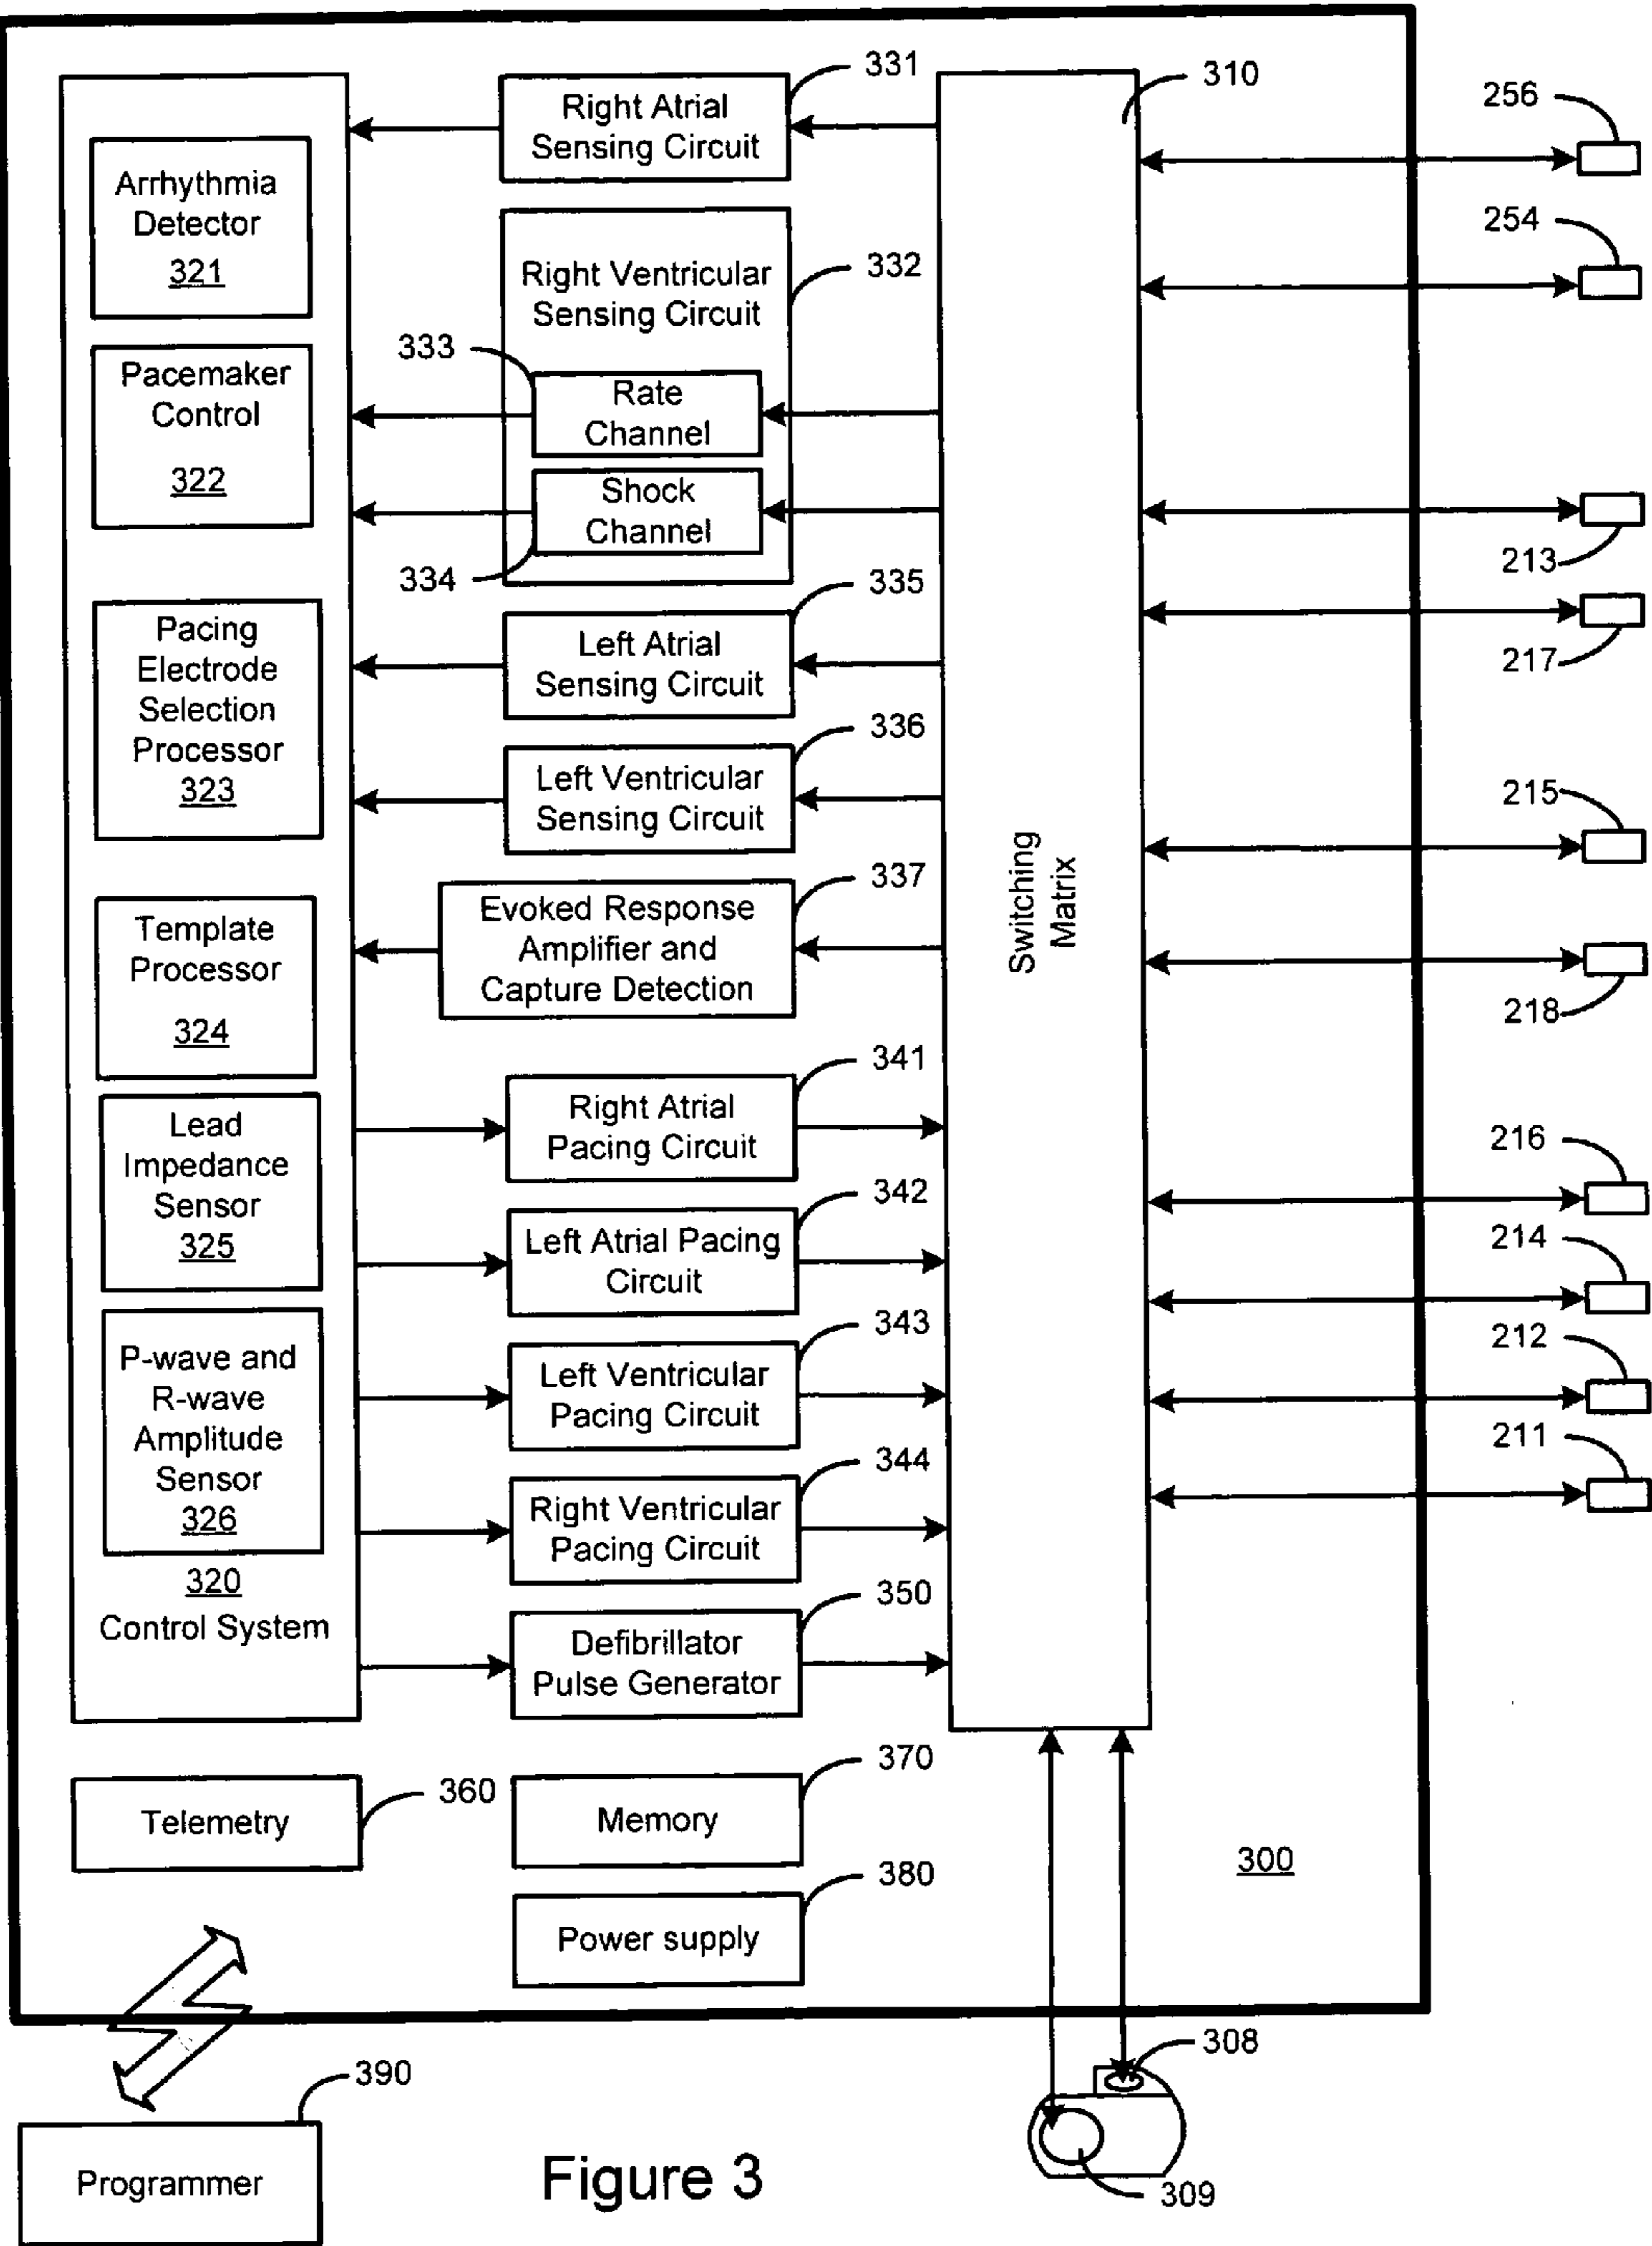 331
310
256
Right Atrial
Sensing Circuit
Arrhythmia
Detector
321
254
332
Right Ventricular
Sensing Circuit
333
Rate
Channel
Pacemaker
Control
322
Shock
Channel
334
213
335
217
Pacing
Electrode
Selection
Processor
323
Left Atrial
Sensing Circuit
336
Left Ventricular
Sensing Circuit
215
337
Evoked Response
Amplifier and
Capture Detection
Switching
Matrix
Template
Processor
324
218
341
Right Atrial
Pacing Circuit
Lead
Impedance
Sensor
325
216
342
Left Atrial Pacing
Circuit
214
343
Left Ventricular
Pacing Circuit
P-wave and
R-wave
Amplitude
Sensor
326
212
344
Right Ventricular
Pacing Circuit
211
320
Control System
350
Defibrillator
Pulse Generator
370
360
Telemetry
Memory
300
380
Power supply
308
390
Programmer
Figure 3
309